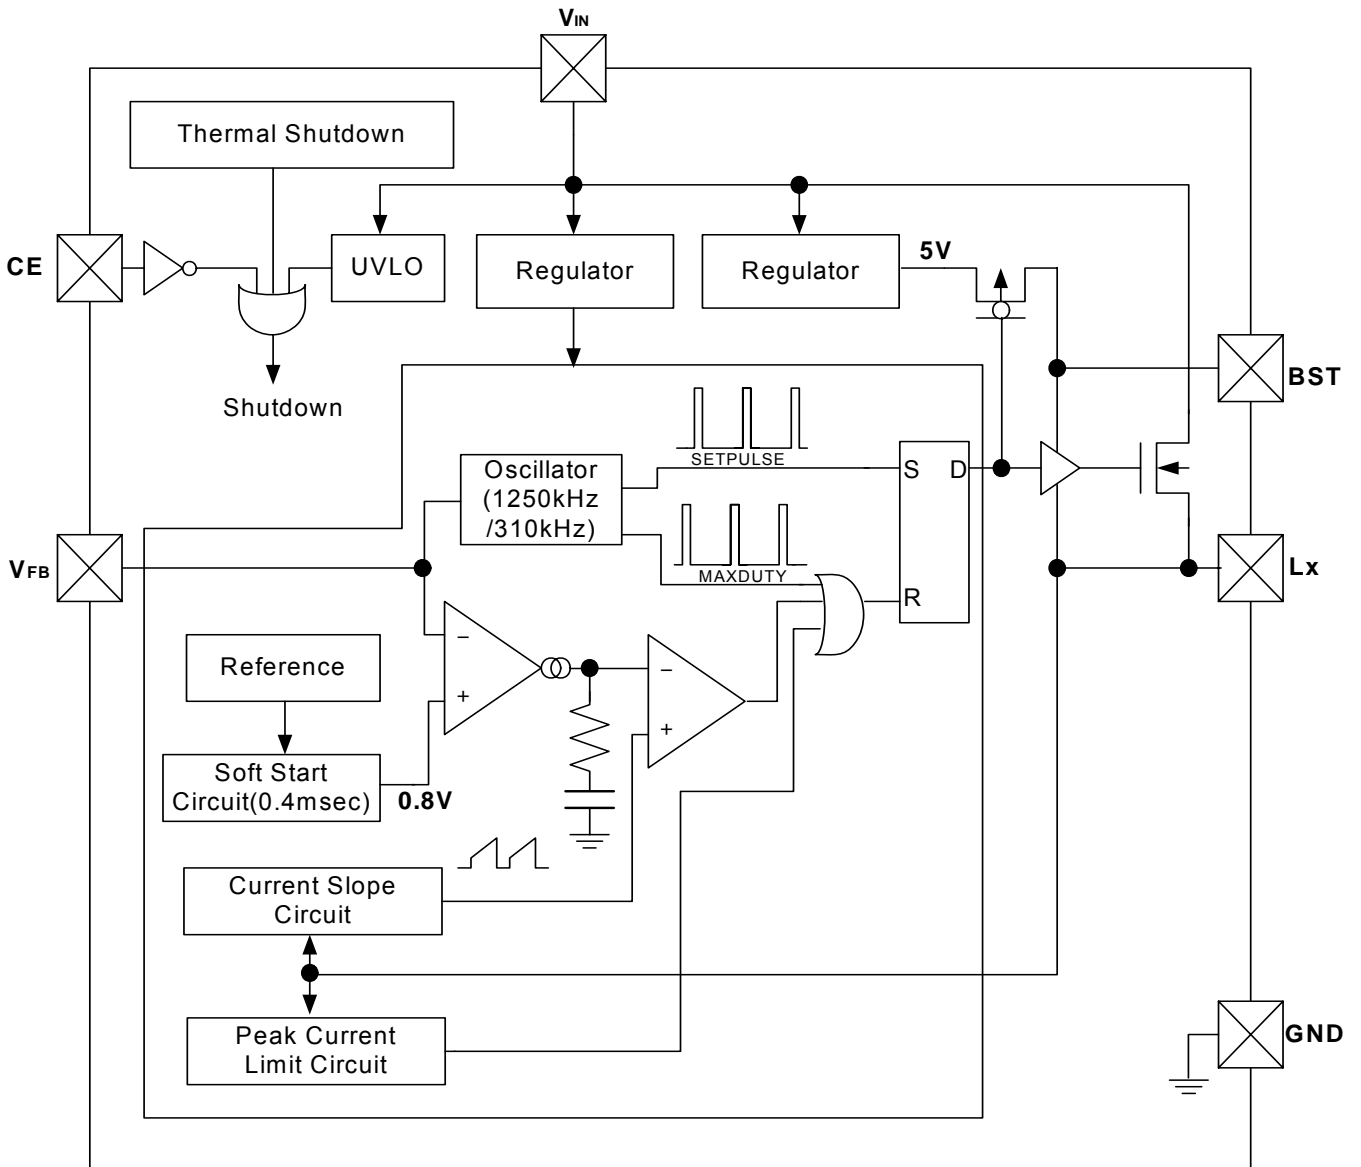 VIN
Thermal Shutdown
CE
UVLO
Regulator
Regulator
5V
BST
Shutdown
SETPULSE
Oscillator
(1250kHz
/310kHz)
S D
VFB
MAXDUTY
Lx
R
−
+
Reference
−
+
Soft Start
Circuit(0.4msec)
0.8V
Current Slope
Circuit
Peak Current
Limit Circuit
GND